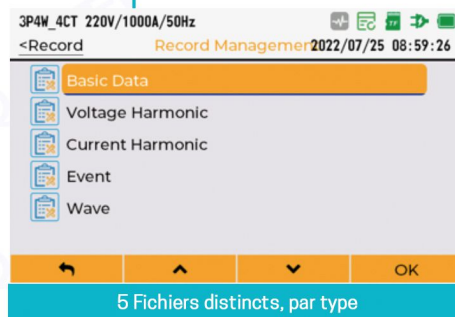 3P4W_4CT 220V/1000A/50Hz
<Record Record Management 2022/07/25 08:59:26
Basic Data
Voltage Harmonic
Current Harmonic
Event
Wave
OK
5 Fichiers distincts, par type